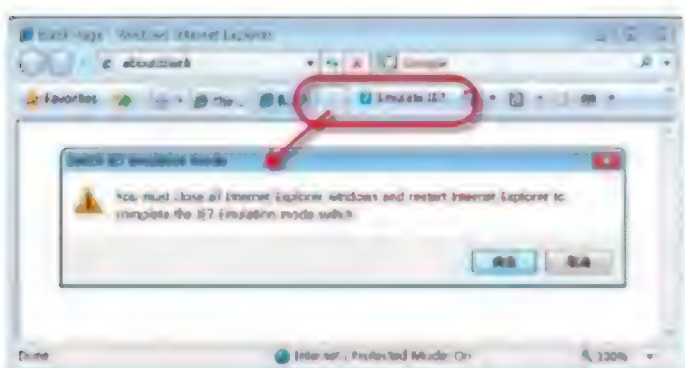 Blank Page - Windows Internet Explorer
about:blank
Google
Favorites
Emulate IE7
Switch IE7 Emulation Mode
You must close all Internet Explorer windows and restart Internet Explorer to
complete the IE7 Emulation mode switch.
Done
Internet | Protected Mode: On
100%